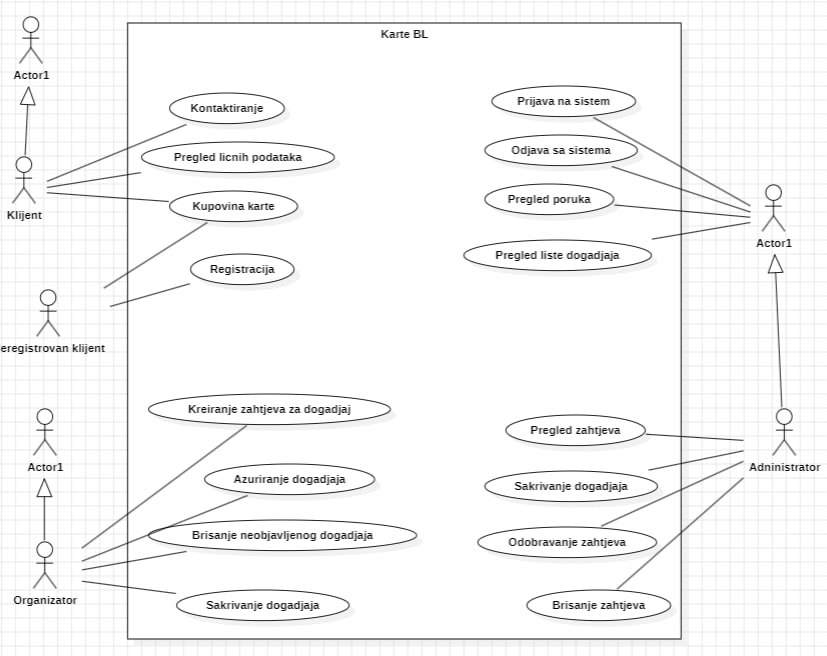 Karte BL
Actor1
Klijent
eregistrovan klijent
Actor1
Organizator
Kontaktiranje
Pregled licnih podataka
Kupovina karte
Registracija
Kreiranje zahtjeva za dogadjaj
Azuriranje dogadjaja
Brisanje neobjavljenog dogadjaja
Sakrivanje dogadjaja
Prijava na sistem
Odjava sa sistema
Pregled poruka
Pregled liste dogadjaja
Pregled zahtjeva
Sakrivanje dogadjaja
Odobravanje zahtjeva
Brisanje zahtjeva
Actor1
Adninistrator